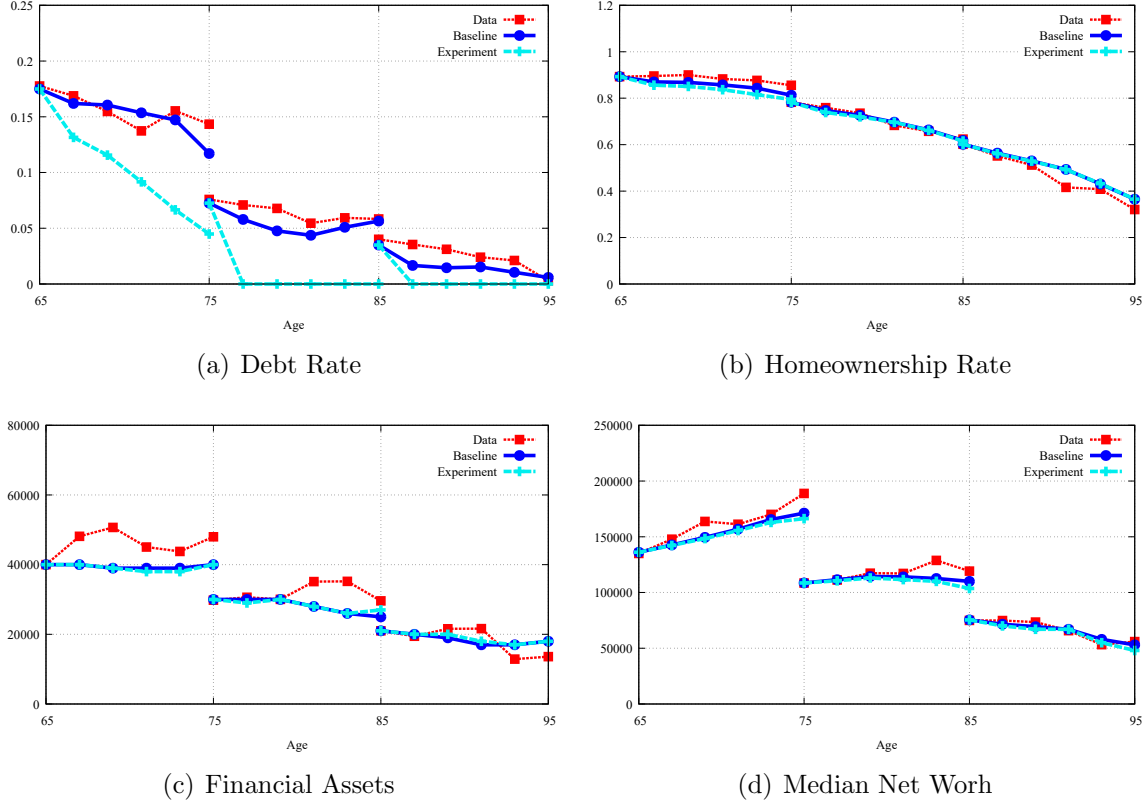 0.25
0.2
0.15
0.1
0.05
0
65
75
85
95
Age
Data
Baseline
Experiment
(a) Debt Rate
1.2
1
0.8
0.6
0.4
0.2
0
65
75
85
95
Age
Data
Baseline
Experiment
(b) Homeownership Rate
80000
60000
40000
20000
0
65
75
85
95
Age
Data
Baseline
Experiment
(c) Financial Assets
250000
200000
150000
100000
50000
0
65
75
85
95
Age
Data
Baseline
Experiment
(d) Median Net Worh